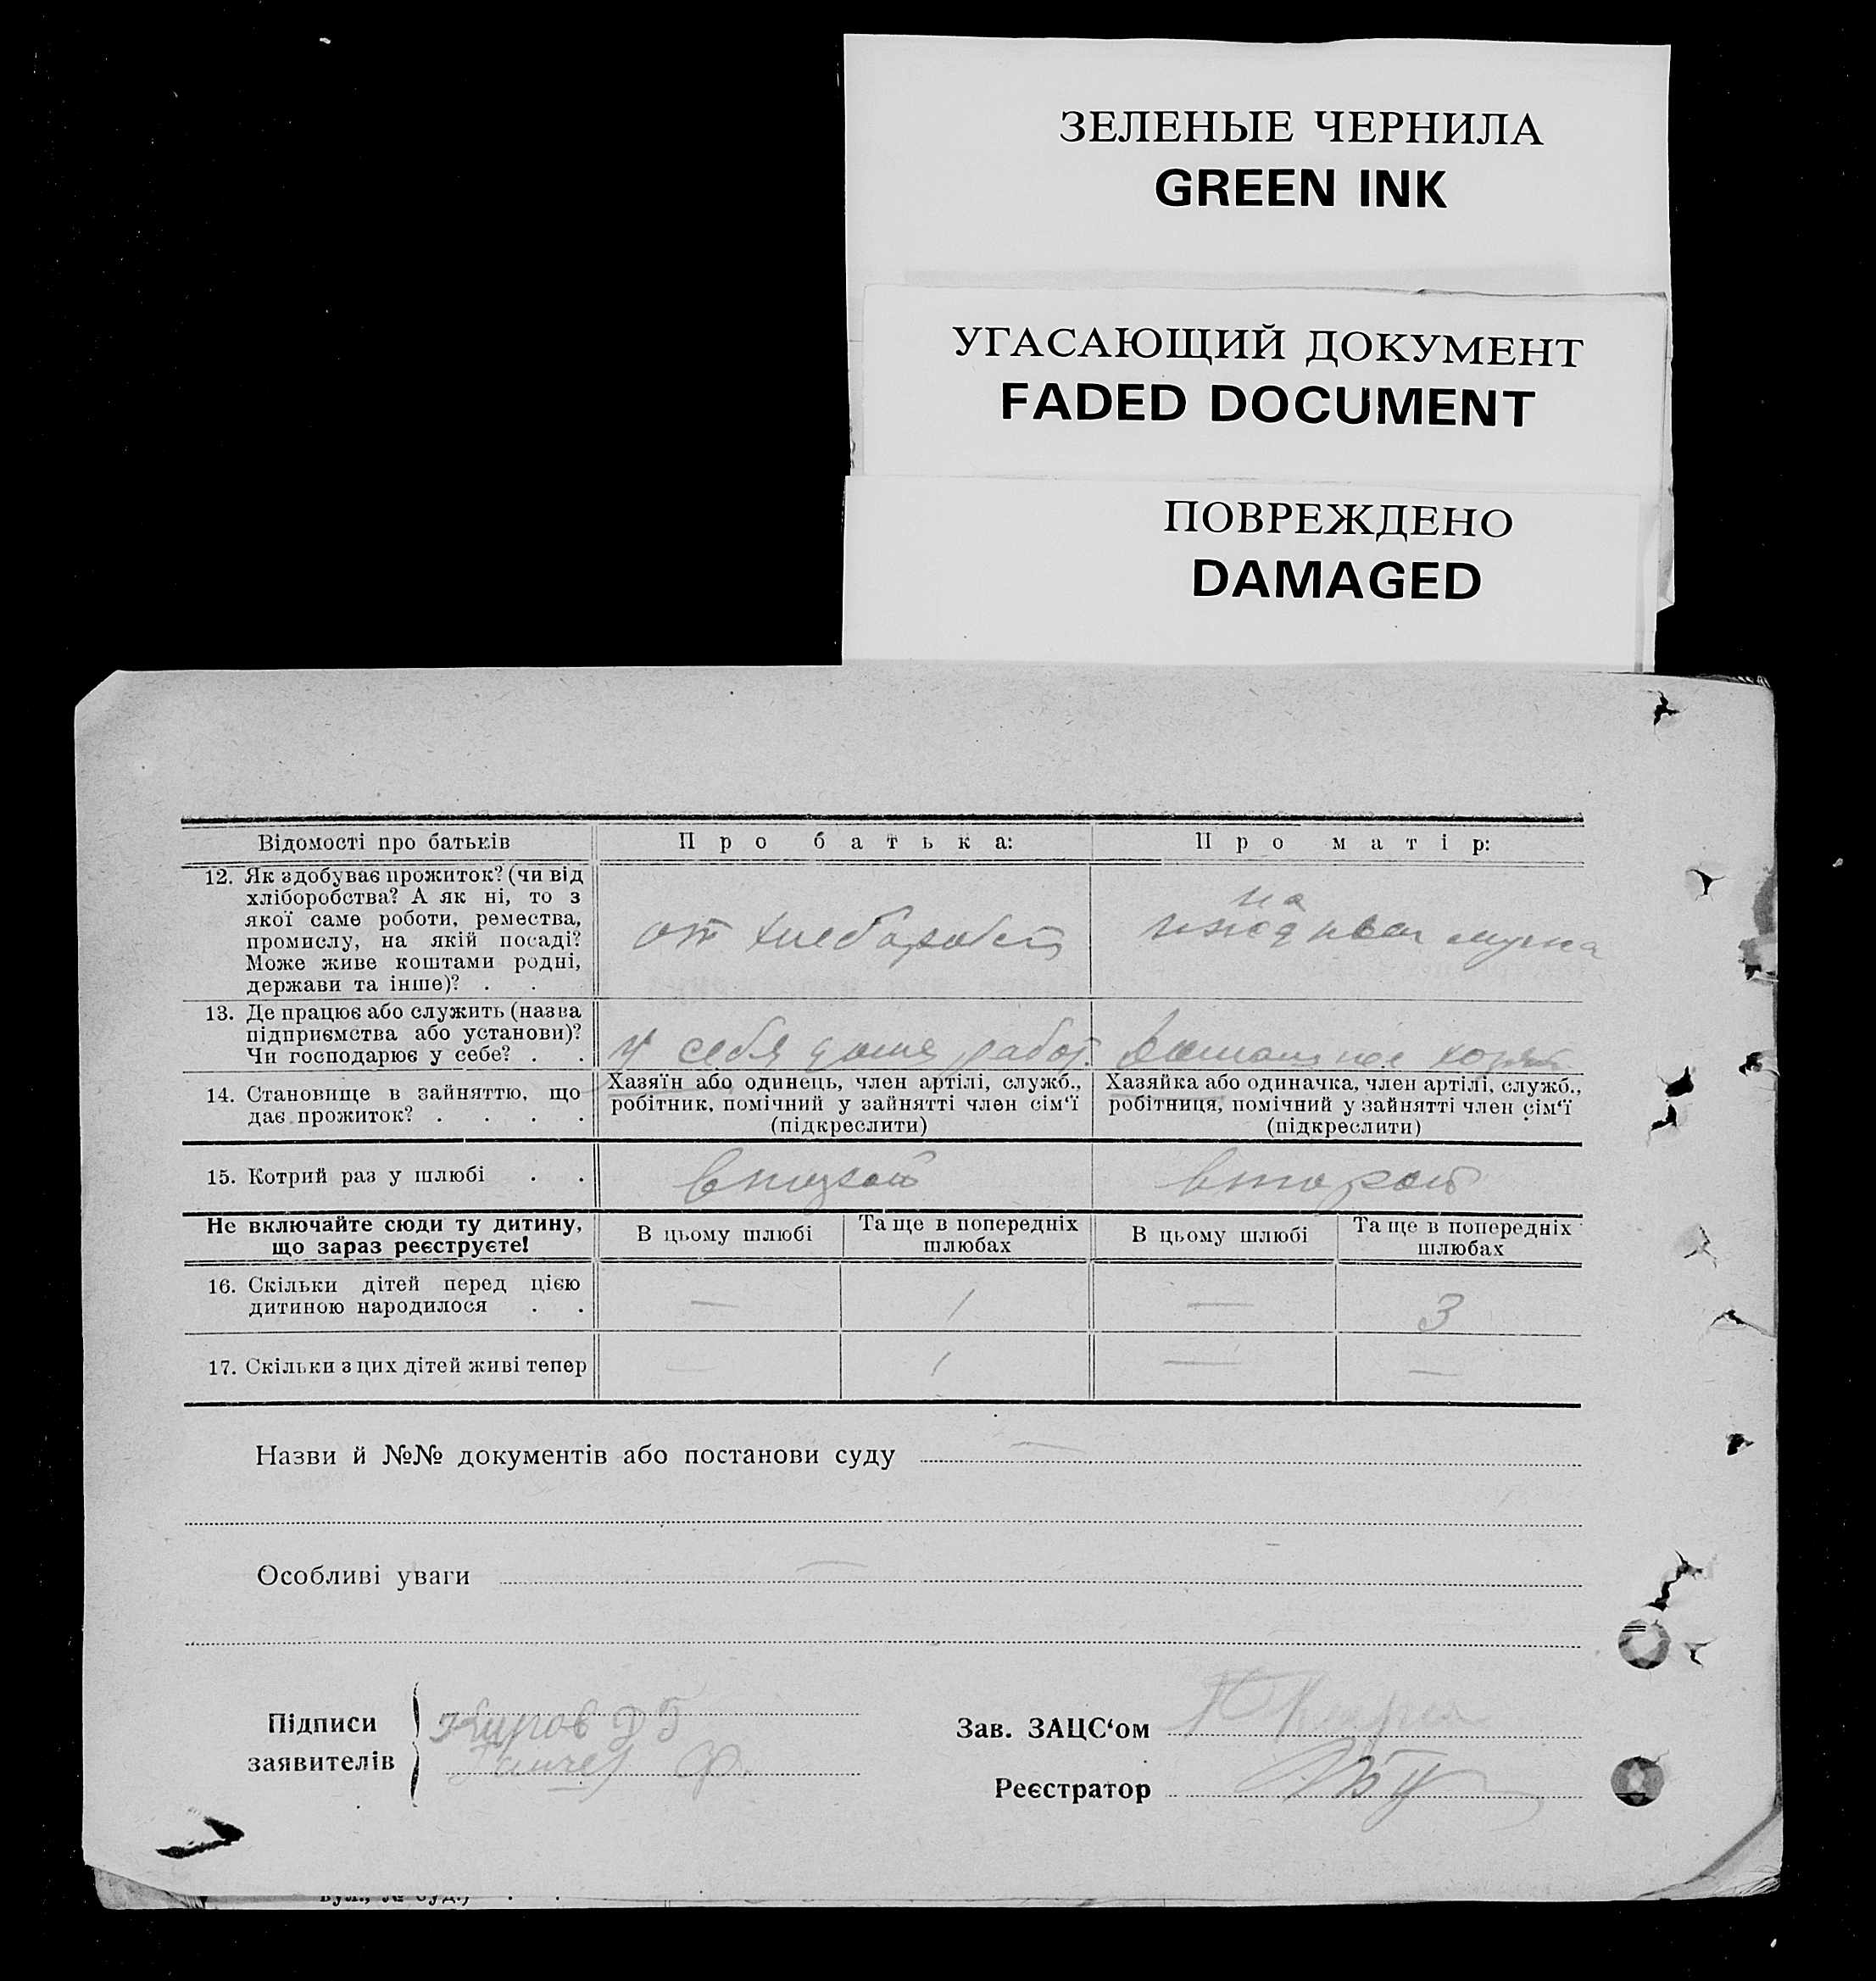 ЗЕЛЕНЫЕ ЧЕРНИЛА
GREEN INK
УГАСАЮЩИЙ ДОКУМЕНТ
FADED DOCUMENT
ПОВРЕЖДЕНО
DAMAGED
Відомості про батьків
Про батька:
Про матір:
12. Як здобуває прожиток? (чи від
хліборобства? А як ні, то з
якої саме роботи, ремества,
промислу, на якій посаді?
Може живе коштами родні,
держави та інше)? . .
от
на
мужа
13. Де працює або служить (назва
підприємства або установи)?
Чи господарює у себе? . .
у себя дома работ.
14. Становище в зайняттю, що
дає прожиток? . . . .
Хазяїн або одинець, член артілі, служб.,
робітник, помічний у зайнятті член сім‘ї
(підкреслити)
Хазяйка або одиначка, член артілі, служб.,
робітниця, помічний у зайнятті член сім‘ї
(підкреслити)
15. Котрий раз у шлюбі . .
второй
Не включайте сюди ту дитину,
що зараз реєструєте!
В цьому шлюбі
Та ще в попередніх
шлюбах
В цьому шлюбі
Та ще в попередніх
шлюбах
16. Скільки дітей перед цією
дитиною народилося . .
— 1 — 3
17. Скільки з цих дітей живі тепер
— 1 — —
Назви й №№ документів або постанови суду —
Особливі уваги —
Підписи
заявителів
Зав. ЗАЦС‘ом
Реєстратор
вул., № буд.) . .